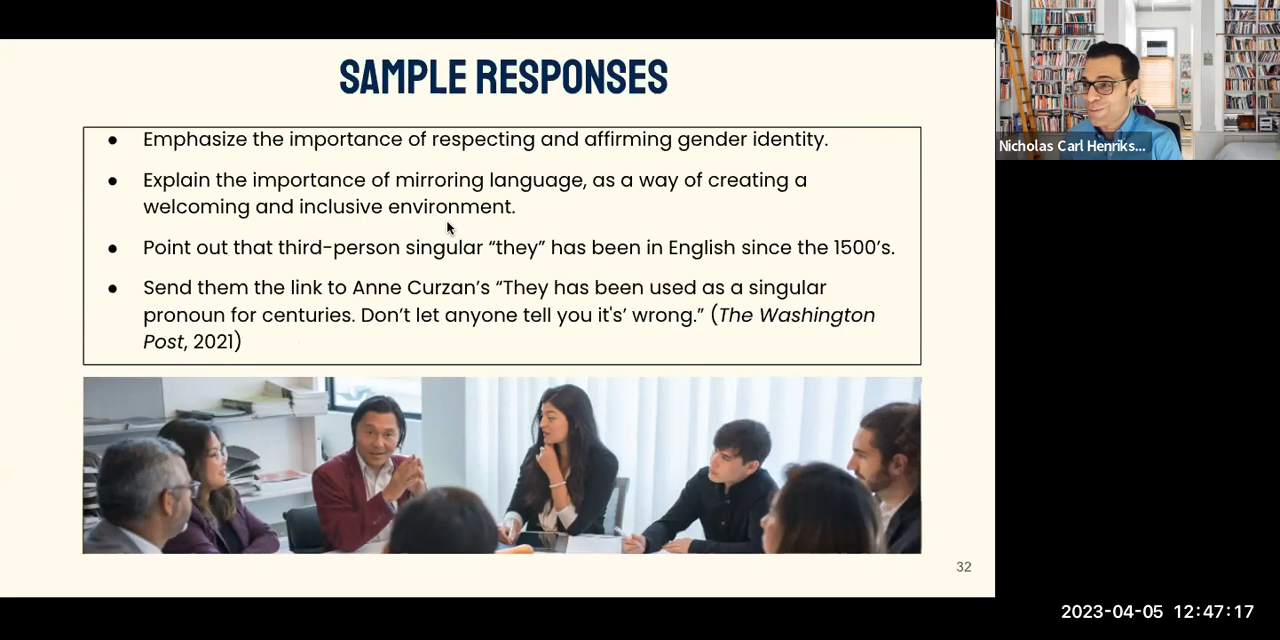 SAMPLE RESPONSES
● Emphasize the importance of respecting and affirming gender identity.
● Explain the importance of mirroring language, as a way of creating a
welcoming and inclusive environment.
● Point out that third-person singular “they” has been in English since the 1500’s.
● Send them the link to Anne Curzan’s “They has been used as a singular
pronoun for centuries. Don’t let anyone tell you it's’ wrong.” (The Washington
Post, 2021)
32
Nicholas Carl Henriks...
2023-04-05 12:47:17